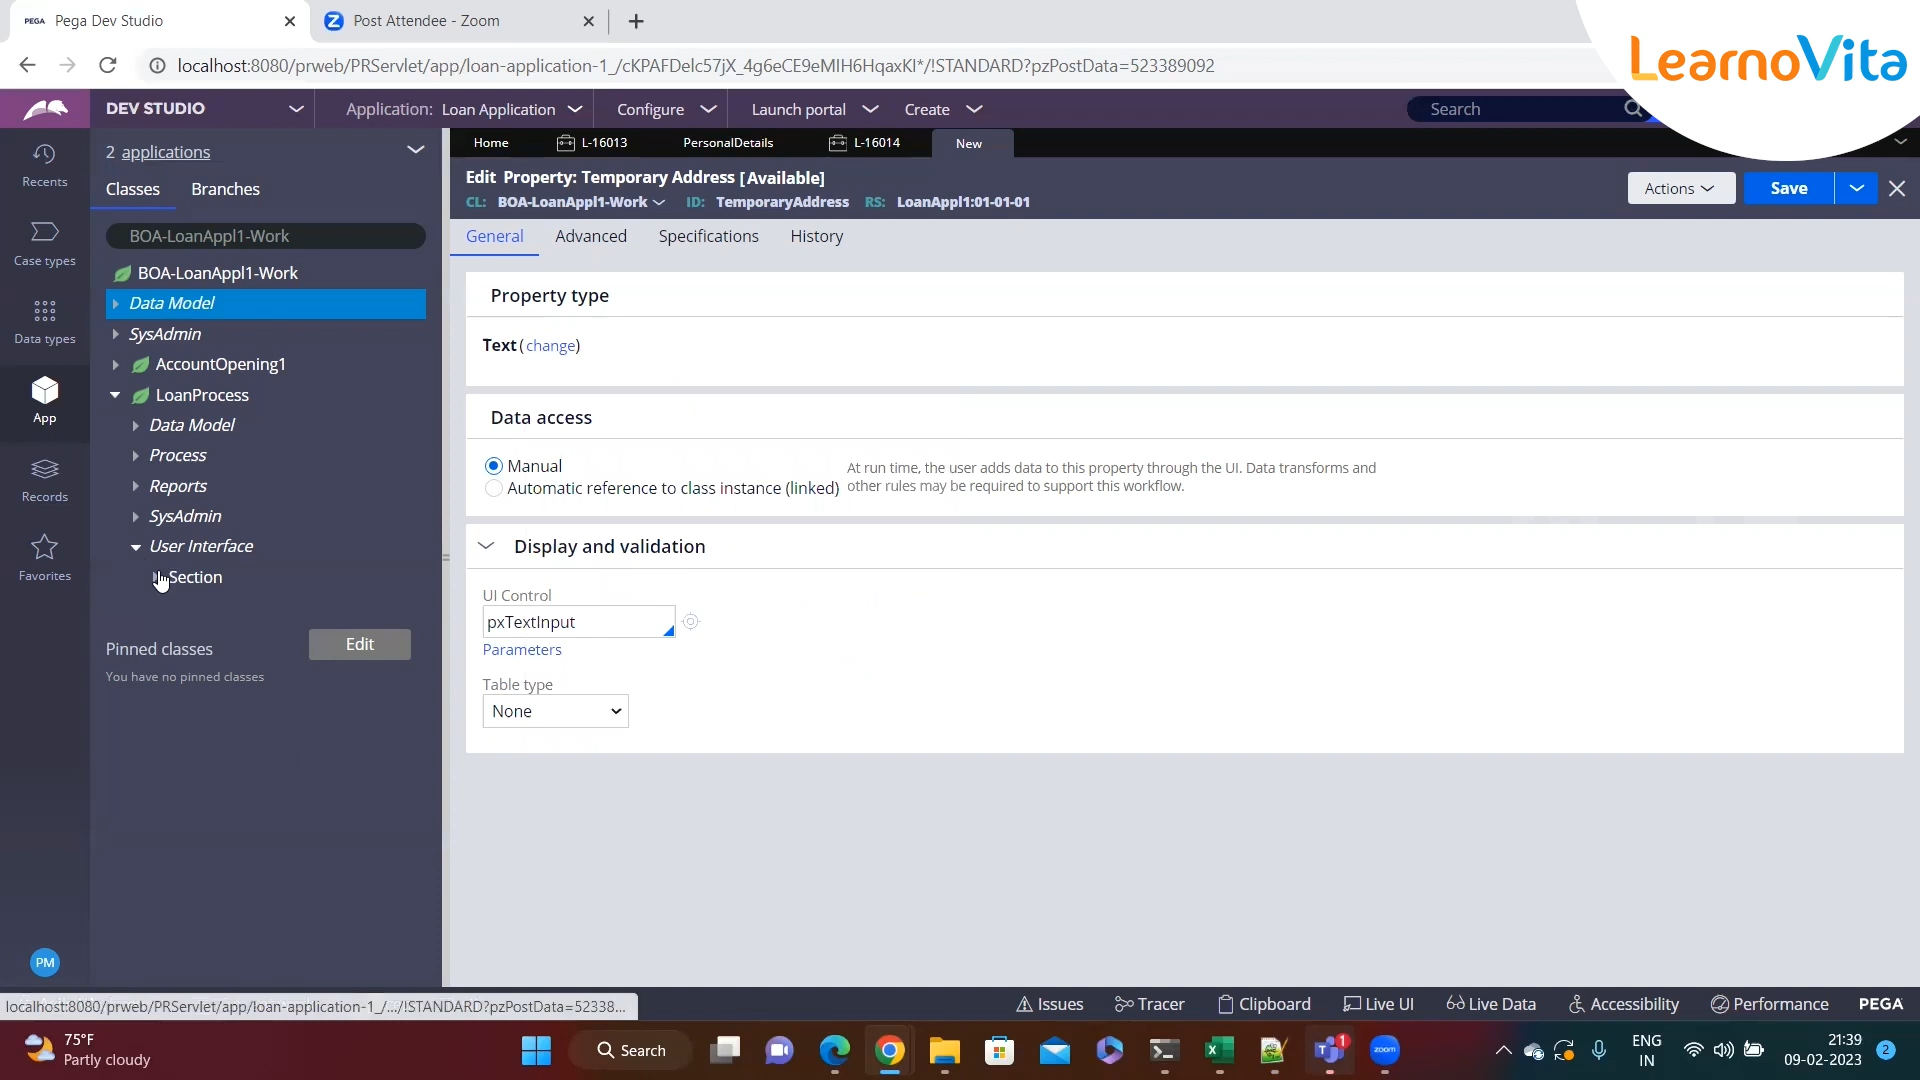 PEGA Pega Dev Studio
Post Attendee - Zoom
LearnoVita
localhost:8080/prweb/PRServlet/app/loan-application-1_/cKPAFDelc57jX_4g6eCE9eMIH6HqaxKI*/!STANDARD?pzPostData=523389092
DEV STUDIO
Application: Loan Application
Configure
Launch portal
Create
Search
Recents
Case types
Data types
App
Records
Favorites
PM
2 applications
Classes Branches
BOA-LoanAppl1-Work
BOA-LoanAppl1-Work
Data Model
SysAdmin
AccountOpening1
LoanProcess
Data Model
Process
Reports
SysAdmin
User Interface
Section
Pinned classes Edit
You have no pinned classes
Home L-16013 PersonalDetails L-16014 New
Edit Property: Temporary Address [Available]
CL: BOA-LoanAppl1-Work ID: TemporaryAddress RS: LoanAppl1:01-01-01
Actions Save
General Advanced Specifications History
Property type
Text (change)
Data access
Manual
Automatic reference to class instance (linked)
At run time, the user adds data to this property through the UI. Data transforms and
other rules may be required to support this workflow.
Display and validation
UI Control
pxTextInput
Parameters
Table type
None
localhost:8080/prweb/PRServlet/app/loan-application-1_/.../!STANDARD?pzPostData=52338...
Issues Tracer Clipboard Live UI Live Data Accessibility Performance PEGA
75°F
Partly cloudy
Search
1
zoom
ENG
IN
21:39
09-02-2023
2